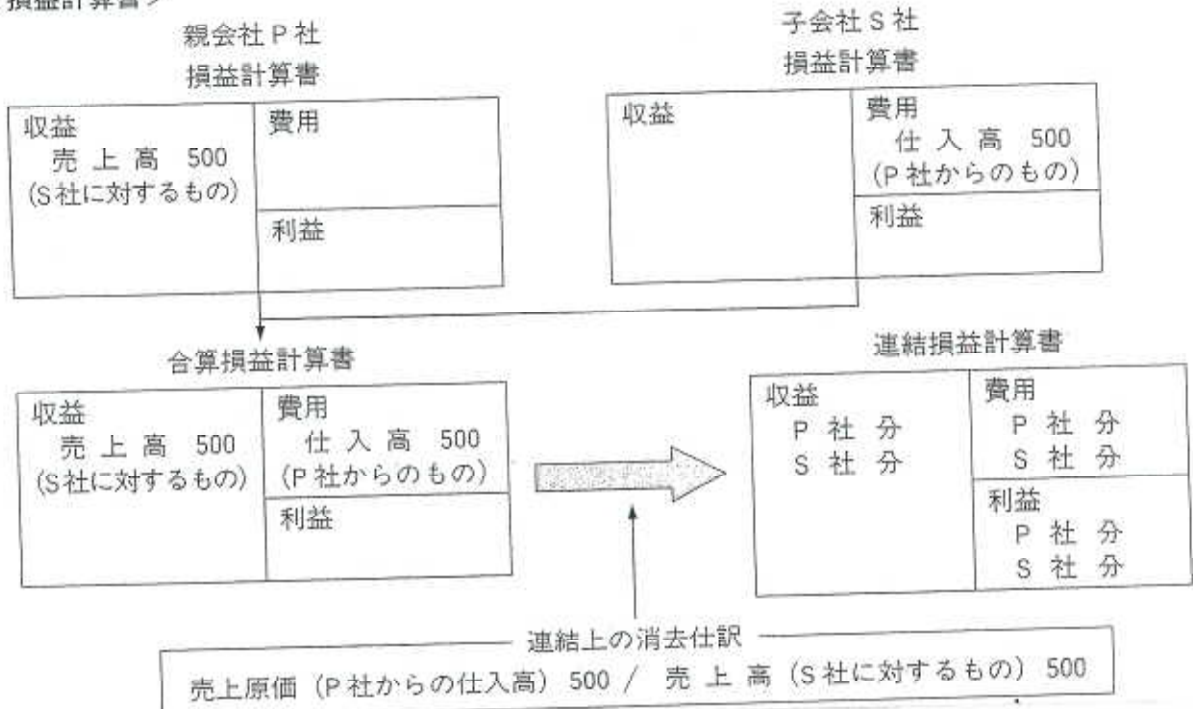 損益計算書>
親会社P社
損益計算書
収益
売上高 500
(S社に対するもの)
費用
利益
子会社S社
損益計算書
収益
費用
仕入高 500
(P社からのもの)
利益
合算損益計算書
収益
売上高 500
(S社に対するもの)
費用
仕入高 500
(P社からのもの)
利益
連結損益計算書
収益
P社分
S社分
費用
P社分
S社分
利益
P社分
S社分
連結上の消去仕訳
売上原価(P社からの仕入高)500 / 売上高(S社に対するもの)500